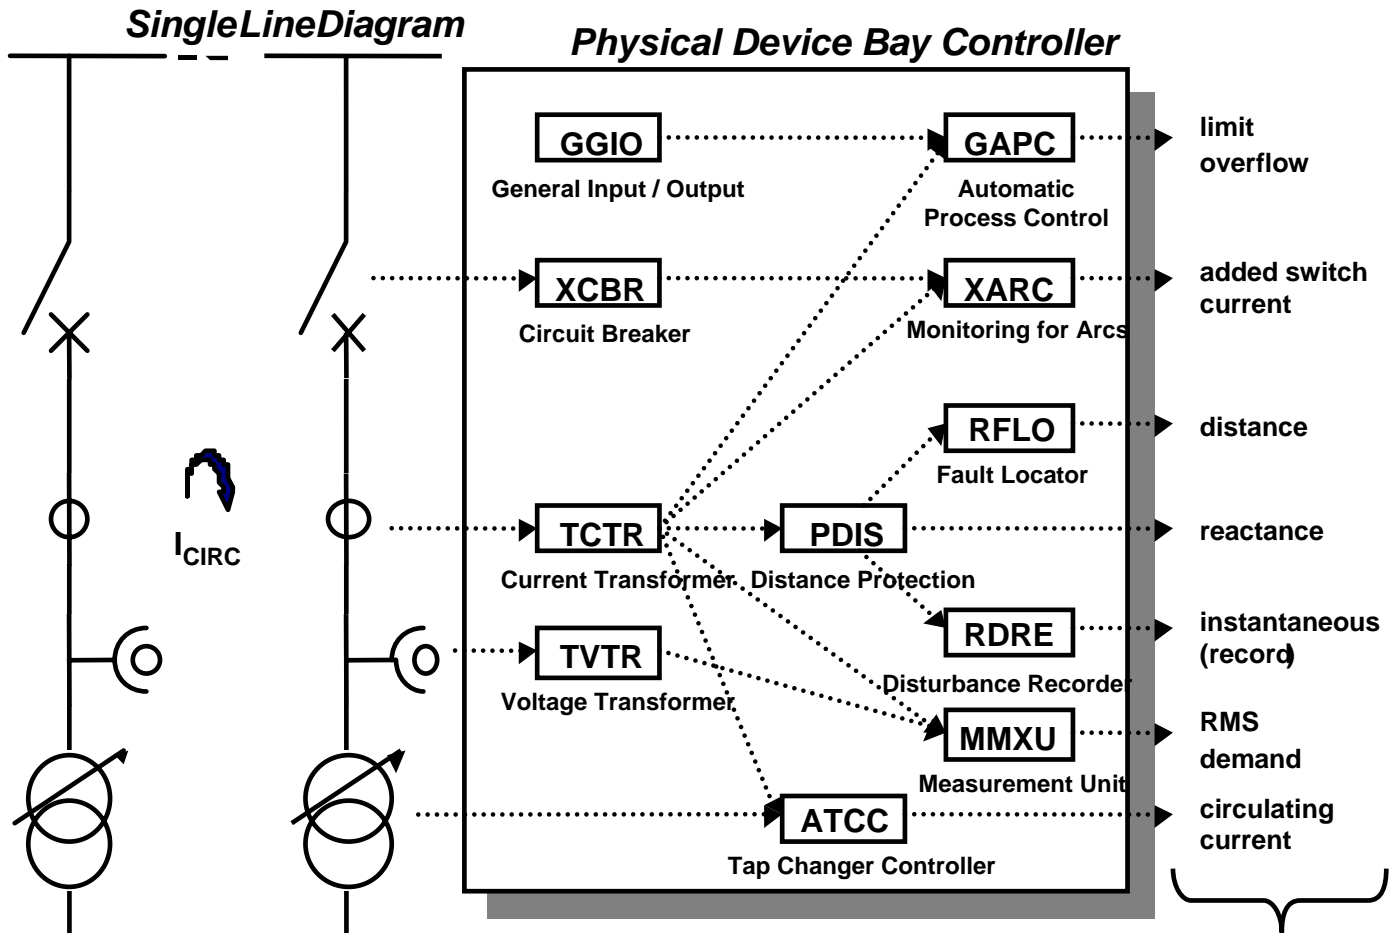 SingleLineDiagram
Physical Device Bay Controller
GGIO
General Input / Output
GAPC
Automatic
Process Control
limit
overflow
XCBR
Circuit Breaker
XARC
Monitoring for Arcs
added switch
current
RFLO
Fault Locator
distance
ICIRC
TCTR
Current Transformer
PDIS
Distance Protection
reactance
RDRE
Disturbance Recorder
instantaneous
(record)
TVTR
Voltage Transformer
MMXU
Measurement Unit
RMS
demand
ATCC
Tap Changer Controller
circulating
current